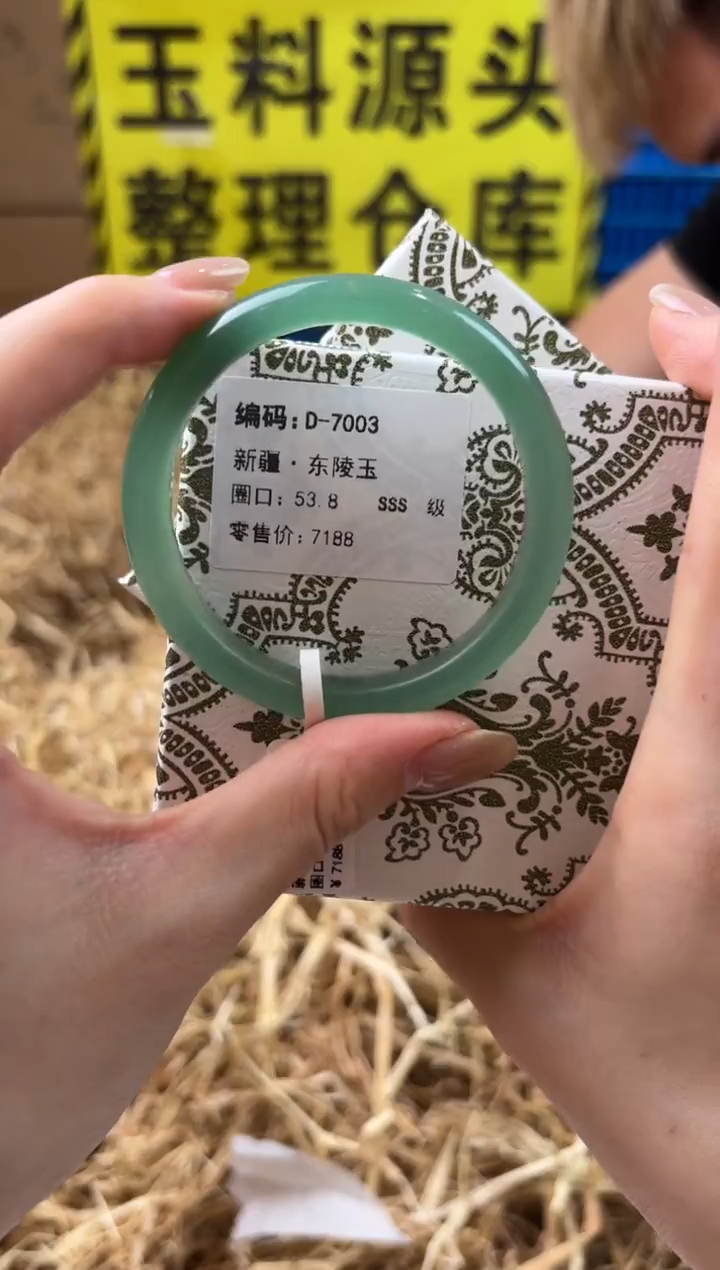 玉料源头
整理仓库
编码: D-7003
新疆·东陵玉
圈口: 53.8 SSS 级
零售价: 7188